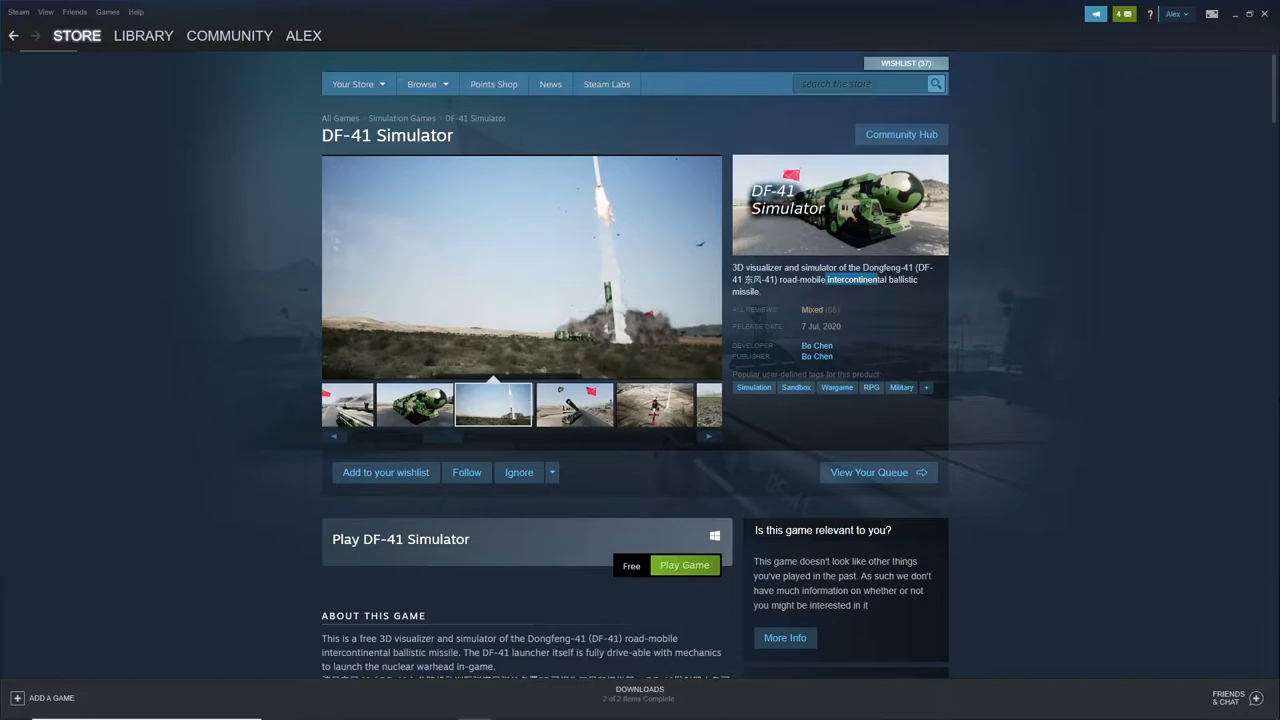 Steam View Friends Games Help
4 ? Alex
STORE LIBRARY COMMUNITY ALEX
WISHLIST (37)
Your Store Browse Points Shop News Steam Labs search the store
All Games > Simulation Games > DF-41 Simulator
DF-41 Simulator
Community Hub
DF-41
Simulator
3D visualizer and simulator of the Dongfeng-41 (DF-
41 东风-41) road-mobile intercontinental ballistic
missile.
ALL REVIEWS: Mixed (66)
RELEASE DATE: 7 Jul, 2020
DEVELOPER: Bo Chen
PUBLISHER: Bo Chen
Popular user-defined tags for this product:
Simulation Sandbox Wargame RPG Military +
Add to your wishlist Follow Ignore
View Your Queue
Play DF-41 Simulator
Free Play Game
Is this game relevant to you?
This game doesn't look like other things
you've played in the past. As such we don't
have much information on whether or not
you might be interested in it
More Info
ABOUT THIS GAME
This is a free 3D visualizer and simulator of the Dongfeng-41 (DF-41) road-mobile
intercontinental ballistic missile. The DF-41 launcher itself is fully drive-able with mechanics
to launch the nuclear warhead in-game.
ADD A GAME
DOWNLOADS
2 of 2 Items Complete
FRIENDS
& CHAT